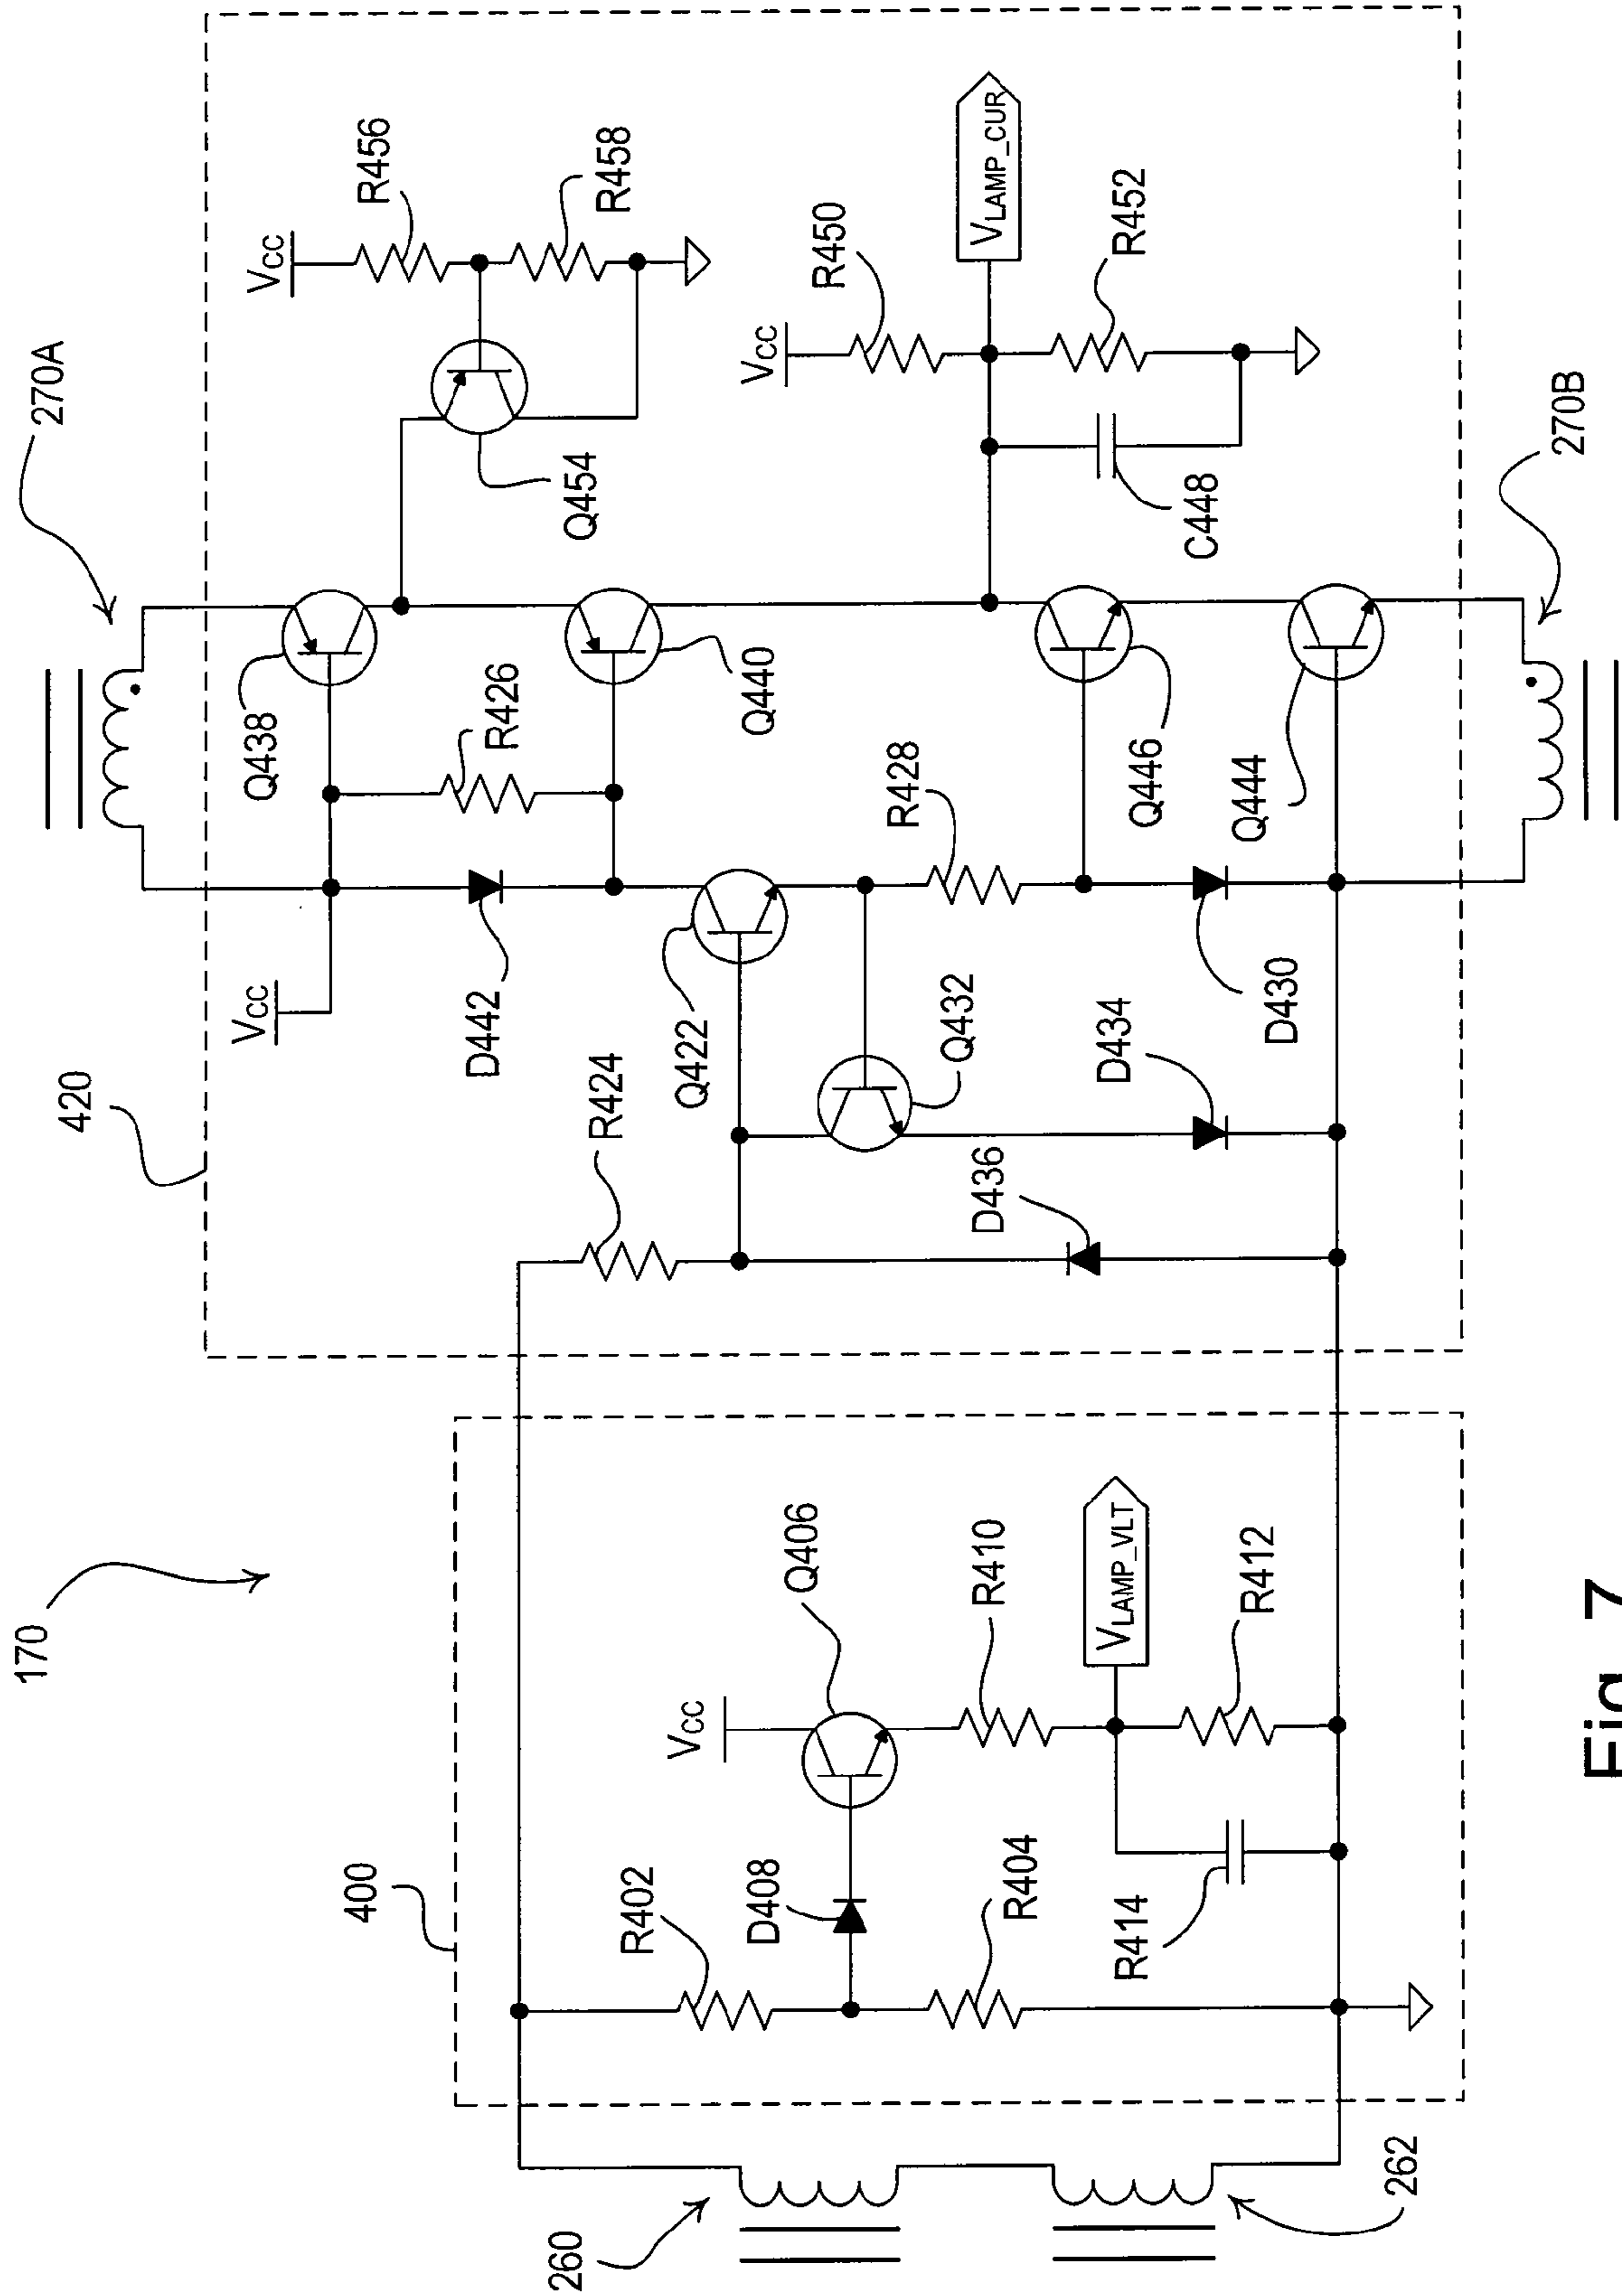 170
420
270A
VCC
R456
R458
Q454
Q438
R426
Q440
VCC
D442
VCC
R450
VLAMP_CUR
R452
C448
R424
Q422
Q432
R428
Q446
Q444
D436
D434
D430
270B
400
VCC
Q406
R402
D408
R410
R404
VLAMP_VLT
R412
R414
260
262
Fig. 7